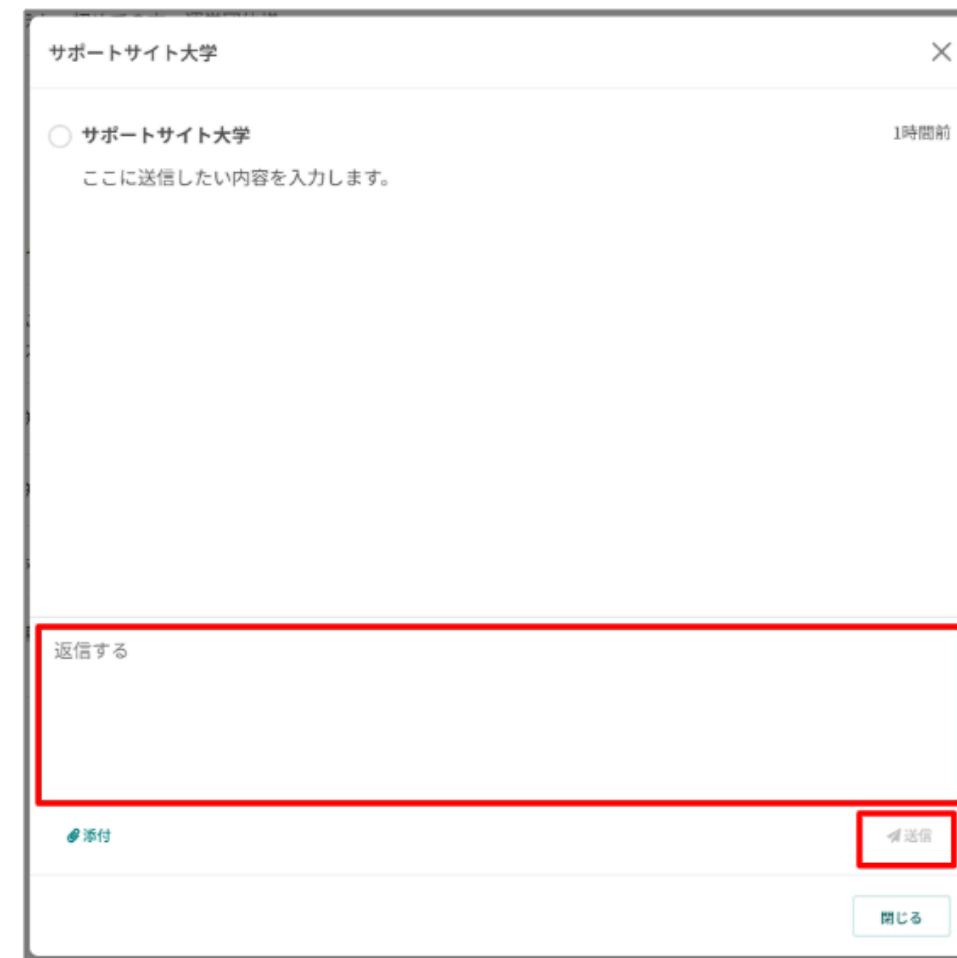 サポートサイト大学
サポートサイト大学
1時間前
ここに送信したい内容を入力します。
返信する
添付
送信
閉じる